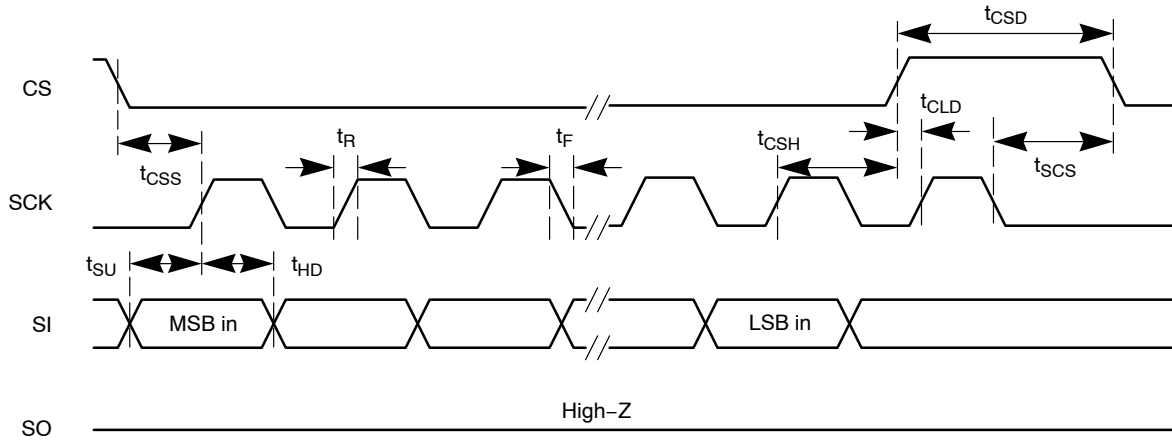 tCSD
CS
tCLD
tR
tF
tCSH
tCSS
tSCS
SCK
tSU
tHD
SI
MSB in
LSB in
High−Z
SO